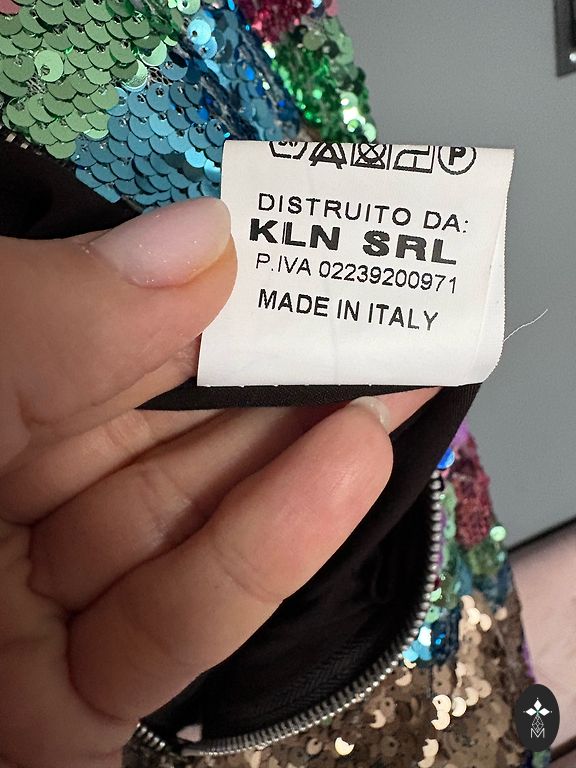 P
DISTRUITO DA:
KLN SRL
P.IVA 02239200971
MADE IN ITALY
M